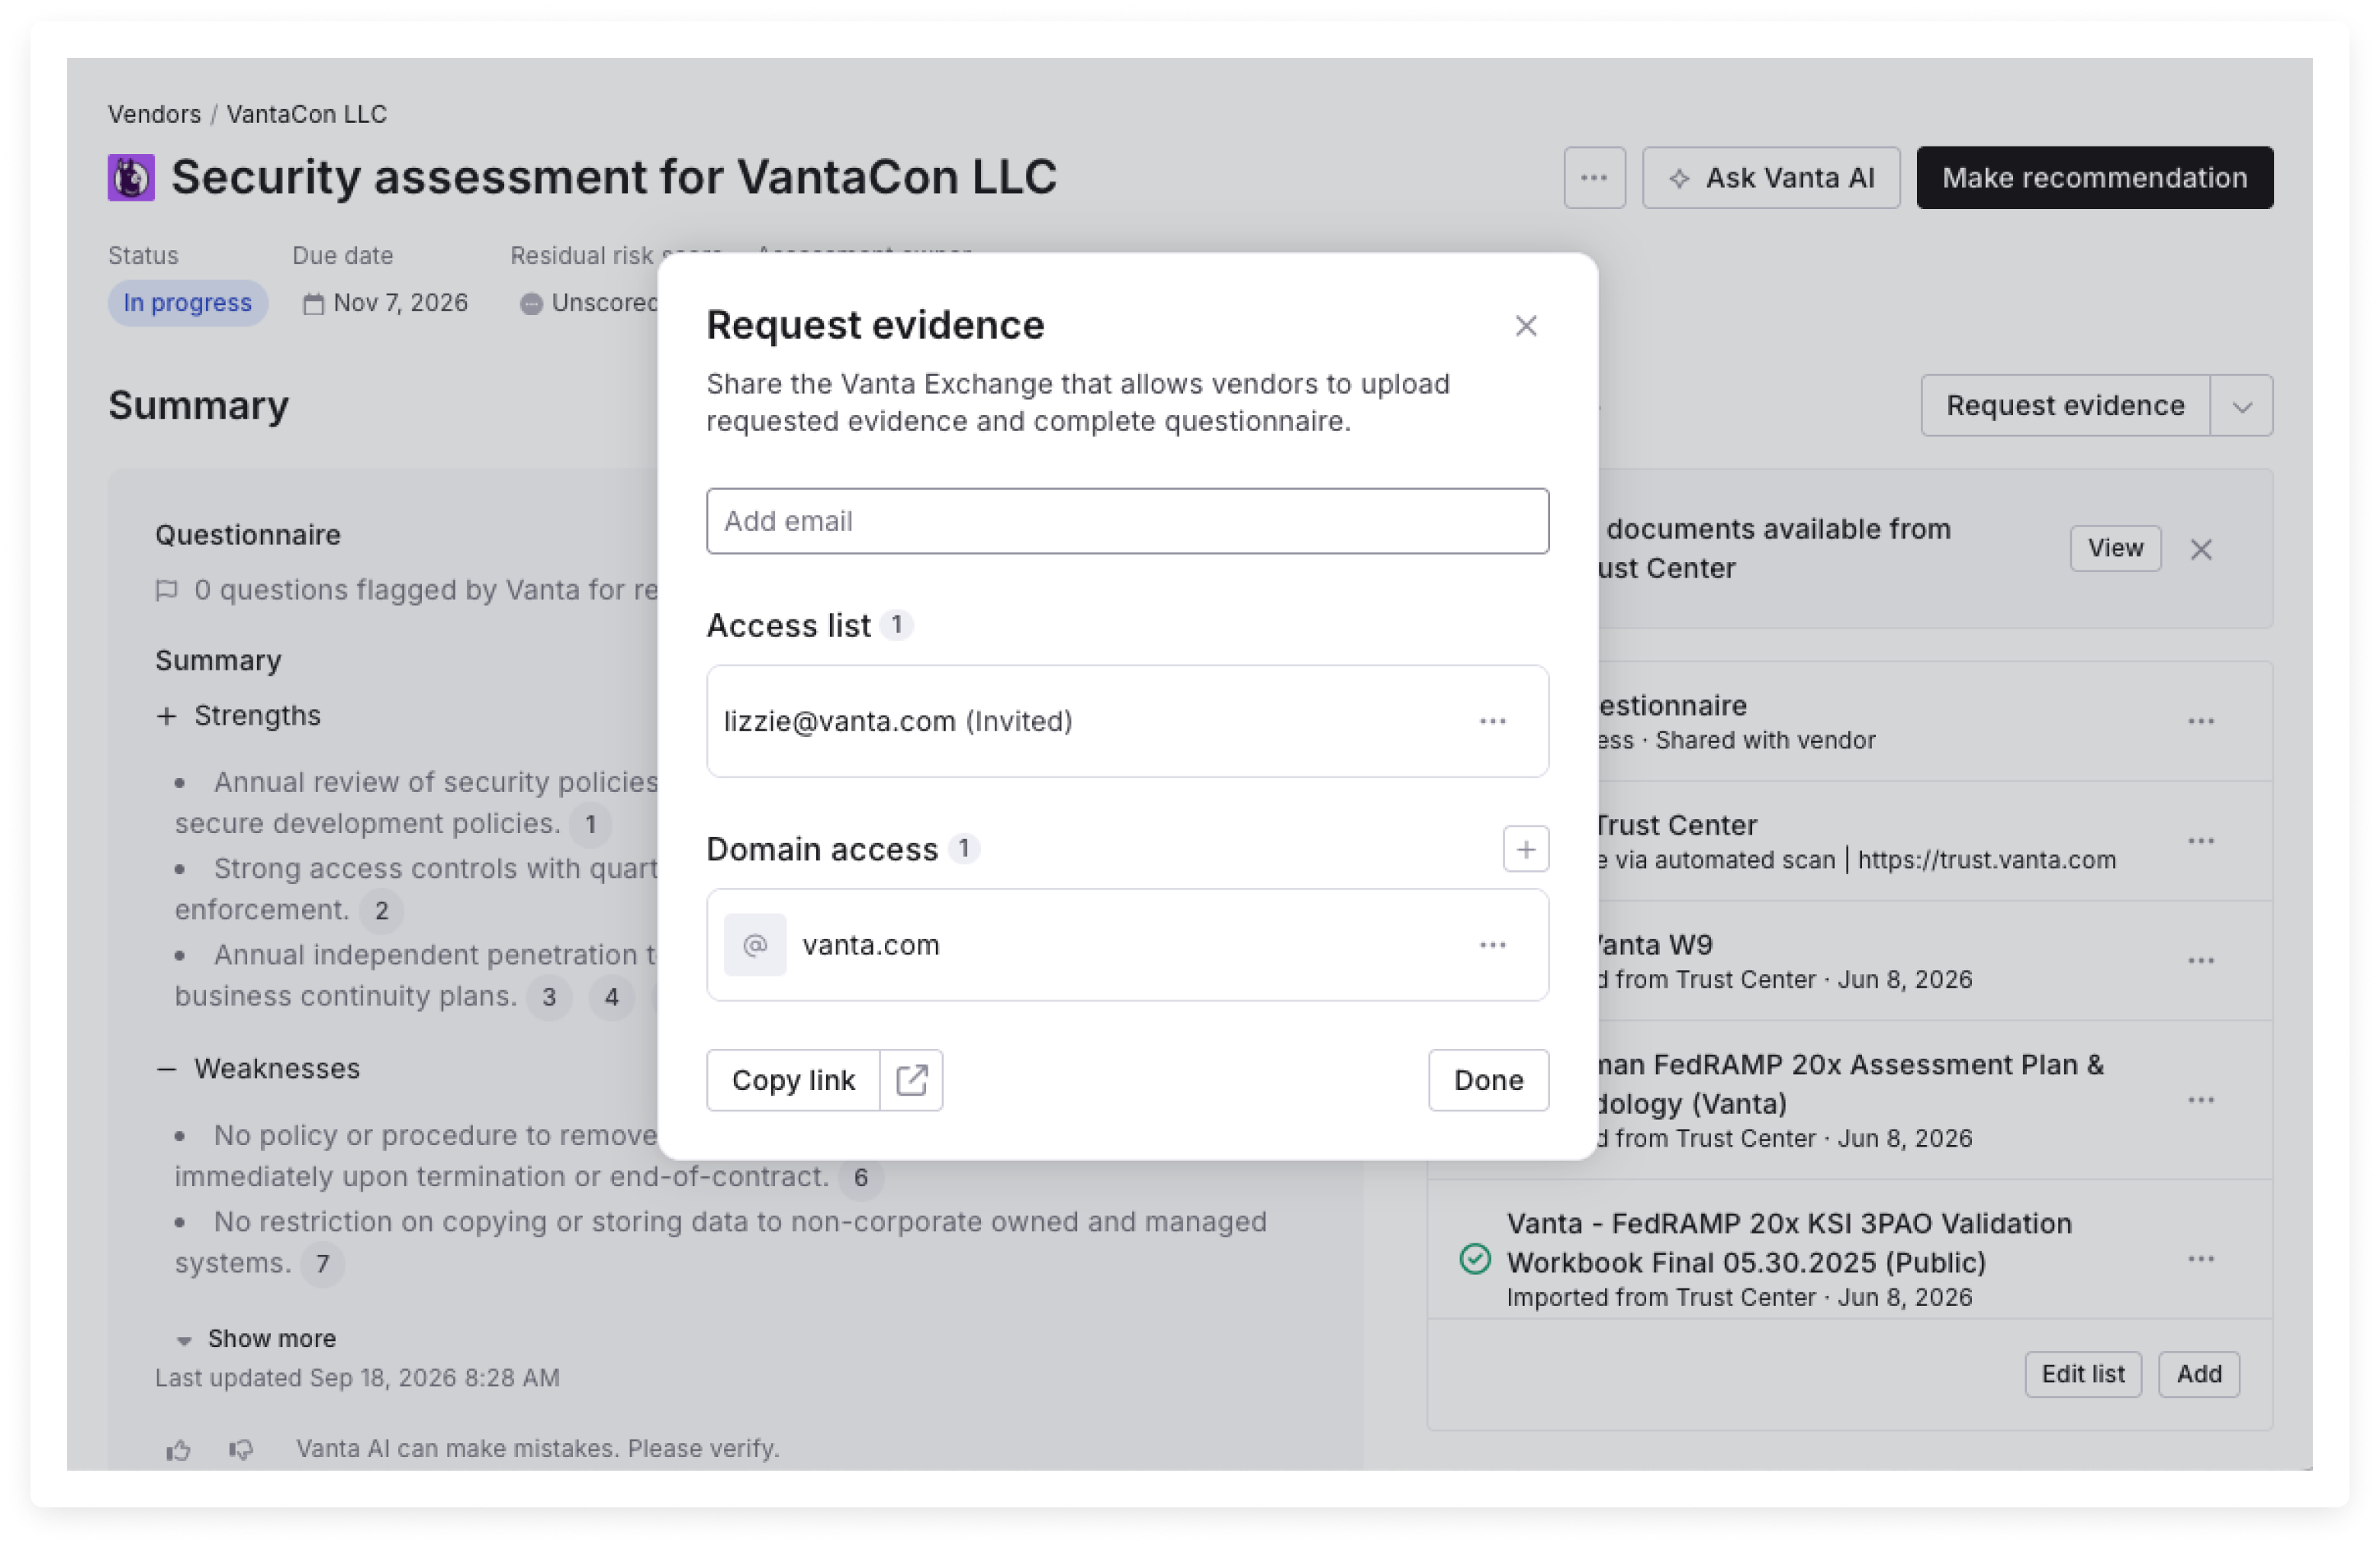 Vendors / VantaCon LLC
Security assessment for VantaCon LLC
Ask Vanta AI
Make recommendation
Status
Due date
Residual risk score
Assessment owner
In progress
Nov 7, 2026
Unscored
Summary
Request evidence
Questionnaire
0 questions flagged by Vanta for
Summary
+ Strengths
• Annual review of security policies
secure development policies. 1
• Strong access controls with
enforcement. 2
• Annual independent penetration
business continuity plans. 3 4
− Weaknesses
• No policy or procedure to remove
immediately upon termination or end-of-contract. 6
• No restriction on copying or storing data to non-corporate owned and managed
systems. 7
Show more
Last updated Sep 18, 2026 8:28 AM
Vanta AI can make mistakes. Please verify.
Request evidence
Share the Vanta Exchange that allows vendors to upload
requested evidence and complete questionnaire.
Add email
Access list 1
lizzie@vanta.com (Invited)
Domain access 1
@ vanta.com
Copy link
Done
documents available from
Center
View
· Shared with vendor
Trust Center
via automated scan | https://trust.vanta.com
Vanta W9
from Trust Center · Jun 8, 2026
FedRAMP 20x Assessment Plan &
(Vanta)
from Trust Center · Jun 8, 2026
Vanta - FedRAMP 20x KSI 3PAO Validation
Workbook Final 05.30.2025 (Public)
Imported from Trust Center · Jun 8, 2026
Edit list
Add